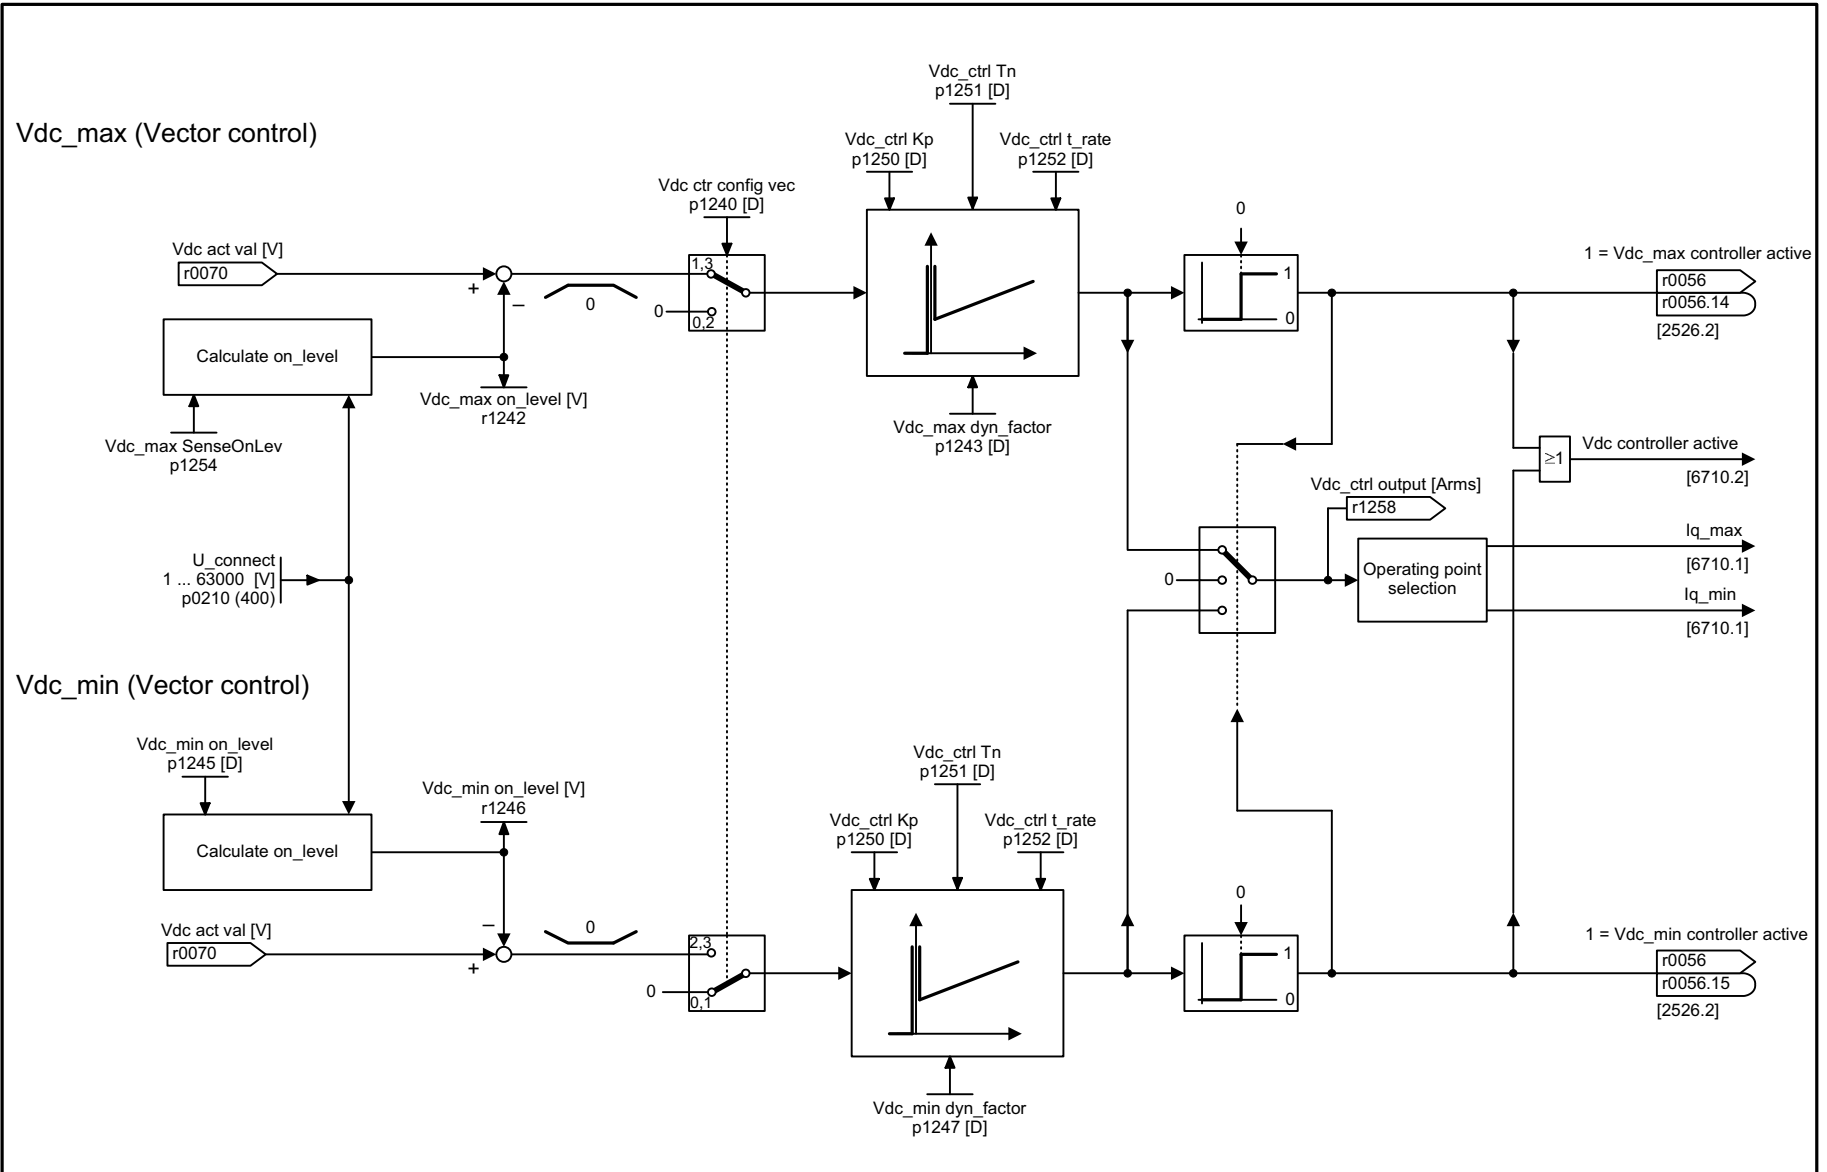 Vdc_max (Vector control)
Vdc_ctrl Tn
p1251 [D]
Vdc_ctrl Kp
p1250 [D]
Vdc_ctrl t_rate
p1252 [D]
Vdc ctr config vec
p1240 [D]
0
Vdc act val [V]
r0070
+
–
0
1,3
0
0,2
1
0
1 = Vdc_max controller active
r0056
r0056.14
[2526.2]
Calculate on_level
Vdc_max on_level [V]
r1242
Vdc_max SenseOnLev
p1254
Vdc_max dyn_factor
p1243 [D]
≥1
Vdc controller active
[6710.2]
Vdc_ctrl output [Arms]
r1258
U_connect
1 ... 63000 [V]
p0210 (400)
0
Operating point
selection
Iq_max
[6710.1]
Iq_min
[6710.1]
Vdc_min (Vector control)
Vdc_min on_level
p1245 [D]
Vdc_min on_level [V]
r1246
Vdc_ctrl Tn
p1251 [D]
Vdc_ctrl Kp
p1250 [D]
Vdc_ctrl t_rate
p1252 [D]
Calculate on_level
0
Vdc act val [V]
r0070
–
+
0
2,3
0
0,1
1
0
1 = Vdc_min controller active
r0056
r0056.15
[2526.2]
Vdc_min dyn_factor
p1247 [D]